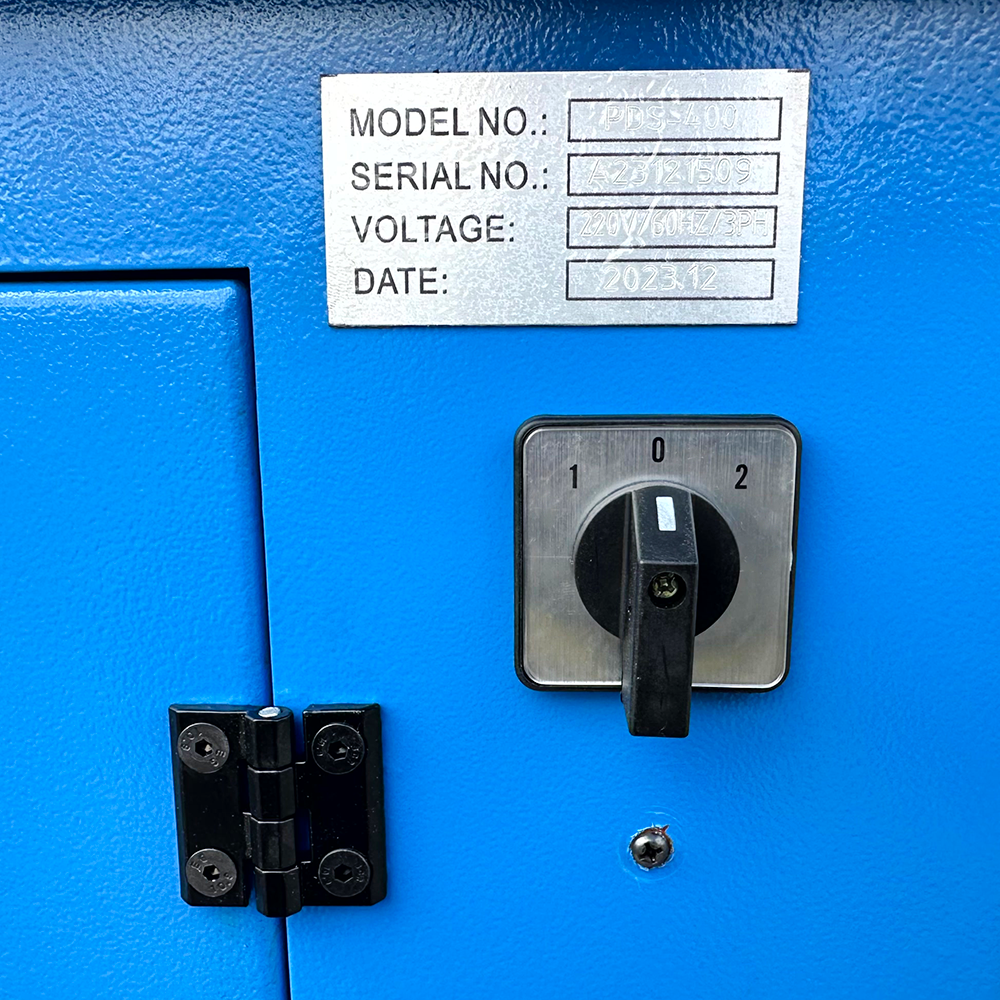 MODEL NO.: PDS-400
SERIAL NO.: A23121509
VOLTAGE: 220V/60HZ/3PH
DATE: 2023.12
0
1 2